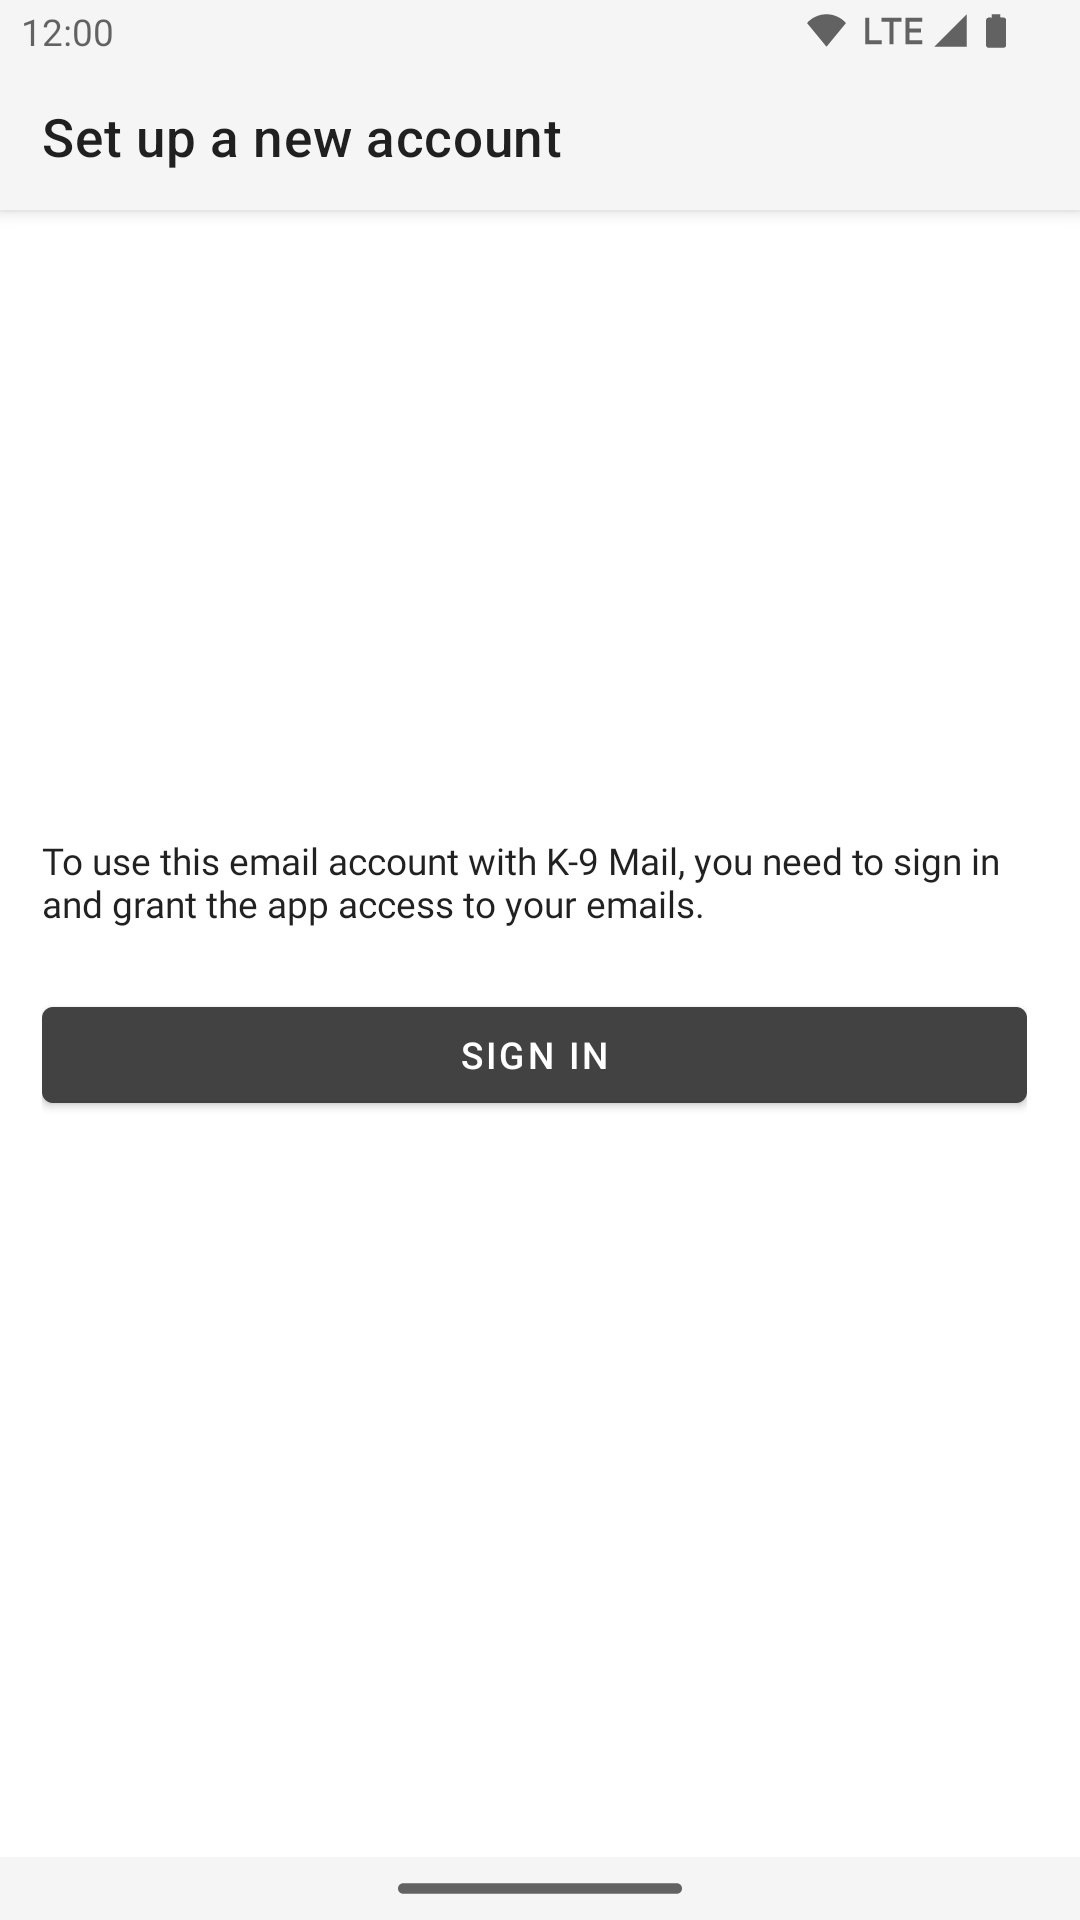 12:00 LTE
Set up a new account
To use this email account with K-9 Mail, you need to sign in
and grant the app access to your emails.
SIGN IN